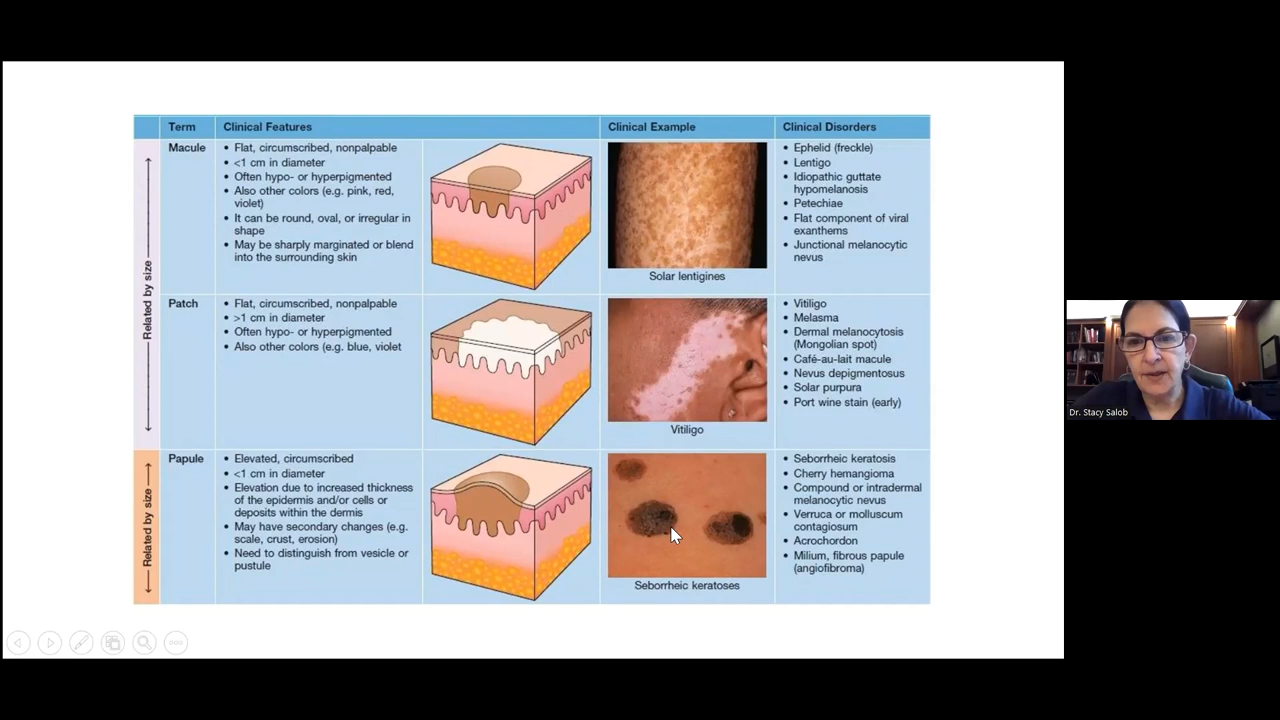 Term
Clinical Features
Clinical Example
Clinical Disorders
Related by size
Macule
• Flat, circumscribed, nonpalpable
• <1 cm in diameter
• Often hypo- or hyperpigmented
• Also other colors (e.g. pink, red,
violet)
• It can be round, oval, or irregular in
shape
• May be sharply marginated or blend
into the surrounding skin
Solar lentigines
• Ephelid (freckle)
• Lentigo
• Idiopathic guttate
hypomelanosis
• Petechiae
• Flat component of viral
exanthems
• Junctional melanocytic
nevus
Patch
• Flat, circumscribed, nonpalpable
• >1 cm in diameter
• Often hypo- or hyperpigmented
• Also other colors (e.g. blue, violet
Vitiligo
• Vitiligo
• Melasma
• Dermal melanocytosis
(Mongolian spot)
• Café-au-lait macule
• Nevus depigmentosus
• Solar purpura
• Port wine stain (early)
Related by size
Papule
• Elevated, circumscribed
• <1 cm in diameter
• Elevation due to increased thickness
of the epidermis and/or cells or
deposits within the dermis
• May have secondary changes (e.g.
scale, crust, erosion)
• Need to distinguish from vesicle or
pustule
Seborrheic keratoses
• Seborrheic keratosis
• Cherry hemangioma
• Compound or intradermal
melanocytic nevus
• Verruca or molluscum
contagiosum
• Acrochordon
• Milium, fibrous papule
(angiofibroma)
Dr. Stacy Salob